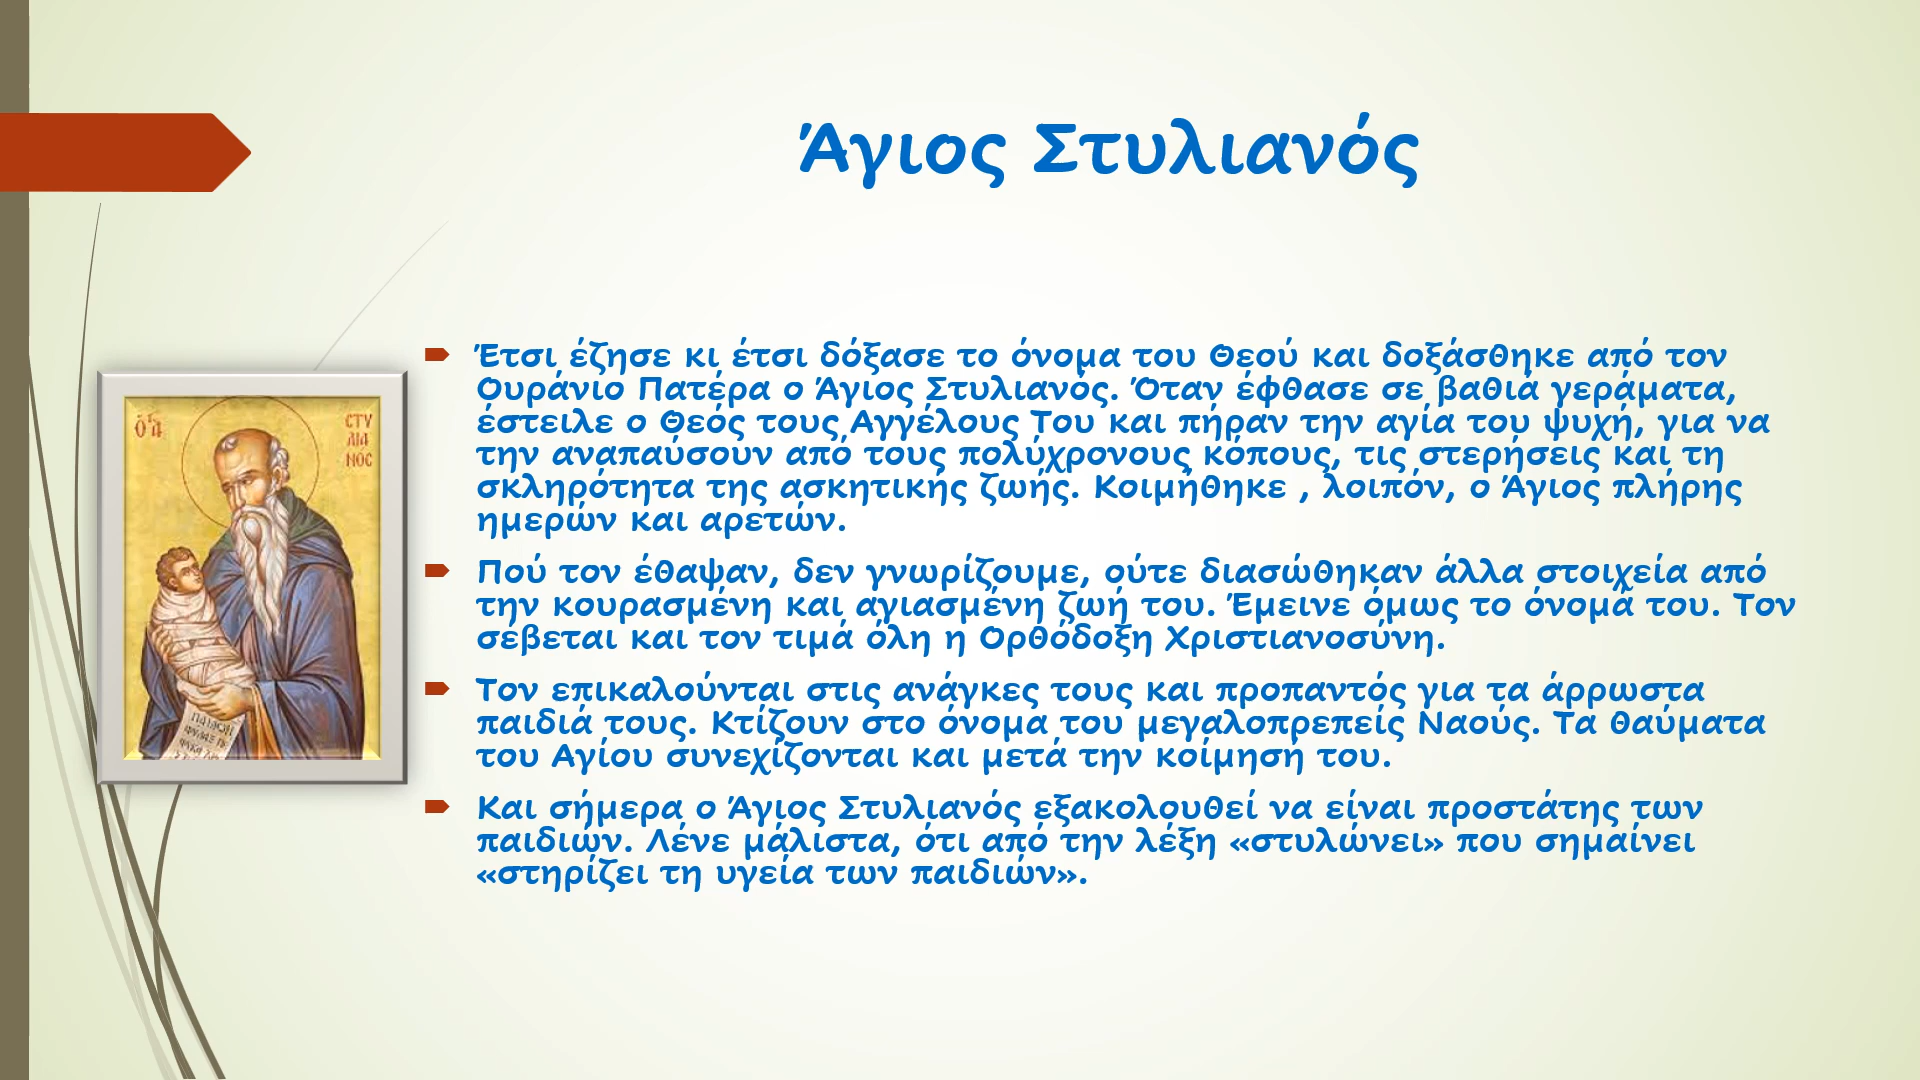 Άγιος Στυλιανός
Έτσι έζησε κι έτσι δόξασε το όνομα του Θεού και δοξάσθηκε από τον
Ουράνιο Πατέρα ο Άγιος Στυλιανός. Όταν έφθασε σε βαθιά γεράματα,
έστειλε ο Θεός τους Αγγέλους Του και πήραν την αγία του ψυχή, για να
την αναπαύσουν από τους πολύχρονους κόπους, τις στερήσεις και τη
σκληρότητα της ασκητικής ζωής. Κοιμήθηκε , λοιπόν, ο Άγιος πλήρης
ημερών και αρετών.
Πού τον έθαψαν, δεν γνωρίζουμε, ούτε διασώθηκαν άλλα στοιχεία από
την κουρασμένη και αγιασμένη ζωή του. Έμεινε όμως το όνομά του. Τον
σέβεται και τον τιμά όλη η Ορθόδοξη Χριστιανοσύνη.
Τον επικαλούνται στις ανάγκες τους και προπαντός για τα άρρωστα
παιδιά τους. Κτίζουν στο όνομα του μεγαλοπρεπείς Ναούς. Τα θαύματα
του Αγίου συνεχίζονται και μετά την κοίμησή του.
Και σήμερα ο Άγιος Στυλιανός εξακολουθεί να είναι προστάτης των
παιδιών. Λένε μάλιστα, ότι από την λέξη «στυλώνει» που σημαίνει
«στηρίζει τη υγεία των παιδιών».
СΤΥ
ΛΙΑ
ΝΟC